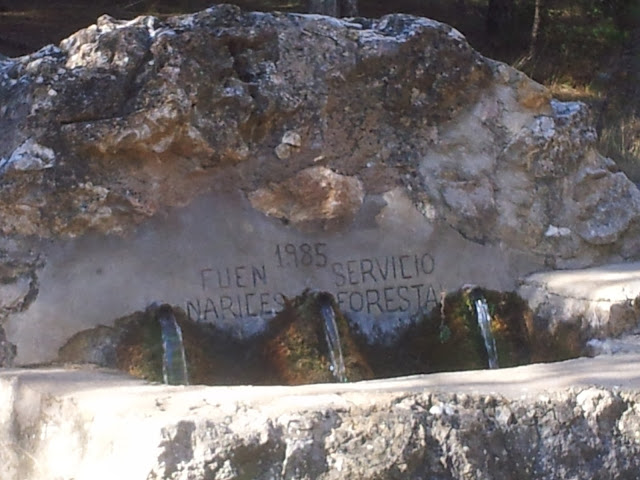 1985
FUEN SERVICIO
NARICES FORESTA